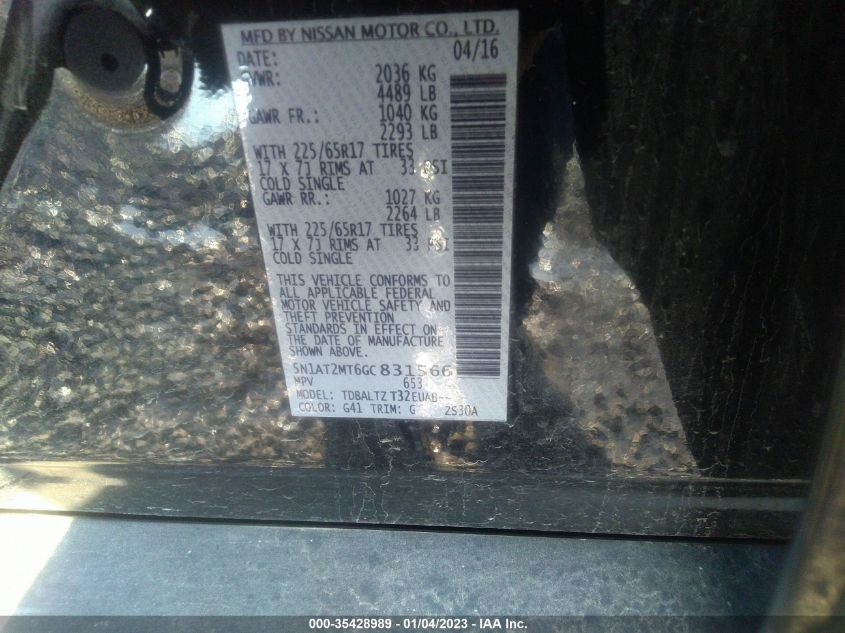 MFD BY NISSAN MOTOR CO., LTD.
DATE: 04/16
GVWR: 2036 KG
4489 LB
GAWR FR.: 1040 KG
2293 LB
WITH 225/65R17 TIRES
17 X 7J RIMS AT 33 PSI
COLD SINGLE
GAWR RR.: 1027 KG
2264 LB
WITH 225/65R17 TIRES
17 X 7J RIMS AT 33 PSI
COLD SINGLE
THIS VEHICLE CONFORMS TO
ALL APPLICABLE FEDERAL
MOTOR VEHICLE SAFETY AND
THEFT PREVENTION
STANDARDS IN EFFECT ON
THE DATE OF MANUFACTURE
SHOWN ABOVE.
5N1AT2MT6GC831566
MPV 653
MODEL: TDBALTZ T32EUAB--
COLOR: G41 TRIM: G 2S30A
000-35428989 — 01/04/2023 — IAA Inc.